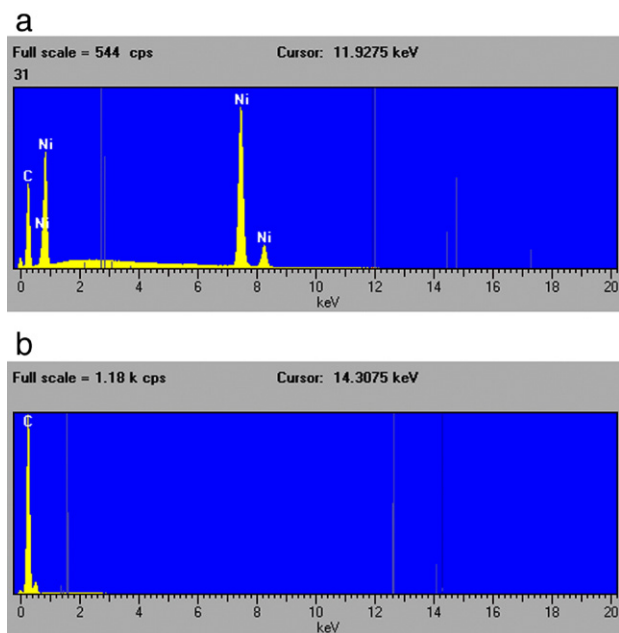 a
Full scale = 544 cps Cursor: 11.9275 keV
31
Ni
Ni
C
Ni
Ni
0 2 4 6 8 10 12 14 16 18 20
keV
b
Full scale = 1.18 k cps Cursor: 14.3075 keV
C
0 2 4 6 8 10 12 14 16 18 20
keV